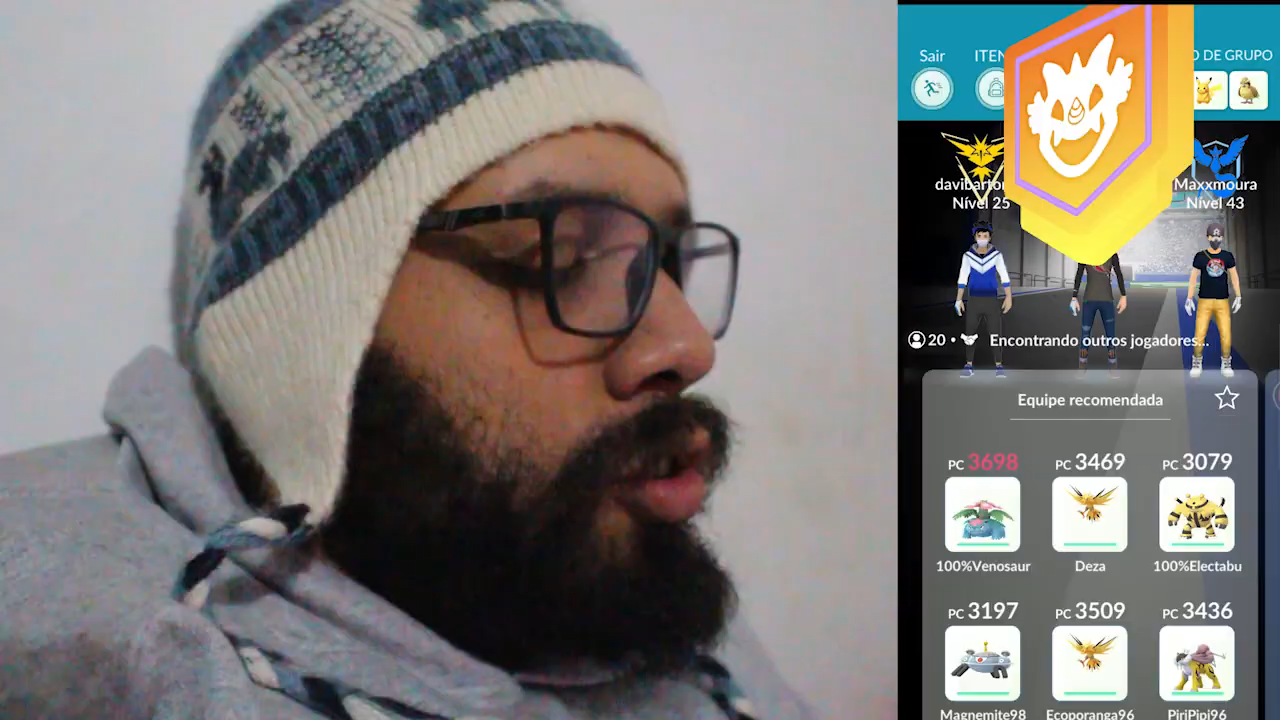 Sair
ITEN
O DE GRUPO
davibarton
Nível 25
Maxxmoura
Nível 43
20 • Encontrando outros jogadores...
Equipe recomendada
PC 3698
PC 3469
PC 3079
100%Venosaur
Deza
100%Electabu
PC 3197
PC 3509
PC 3436
Magnemite98
Ecoporanga96
PiriPipi96